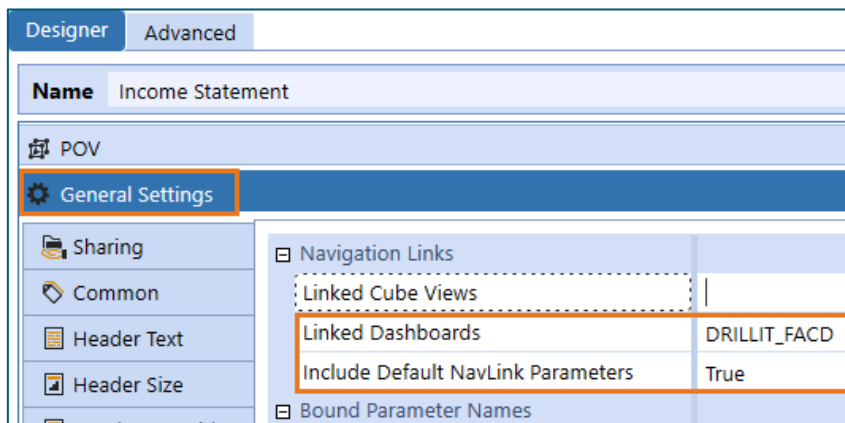 Designer Advanced
Name Income Statement
POV
General Settings
Sharing
Navigation Links
Common
Linked Cube Views
Header Text
Linked Dashboards DRILLIT_FACD
Header Size
Include Default NavLink Parameters True
Bound Parameter Names